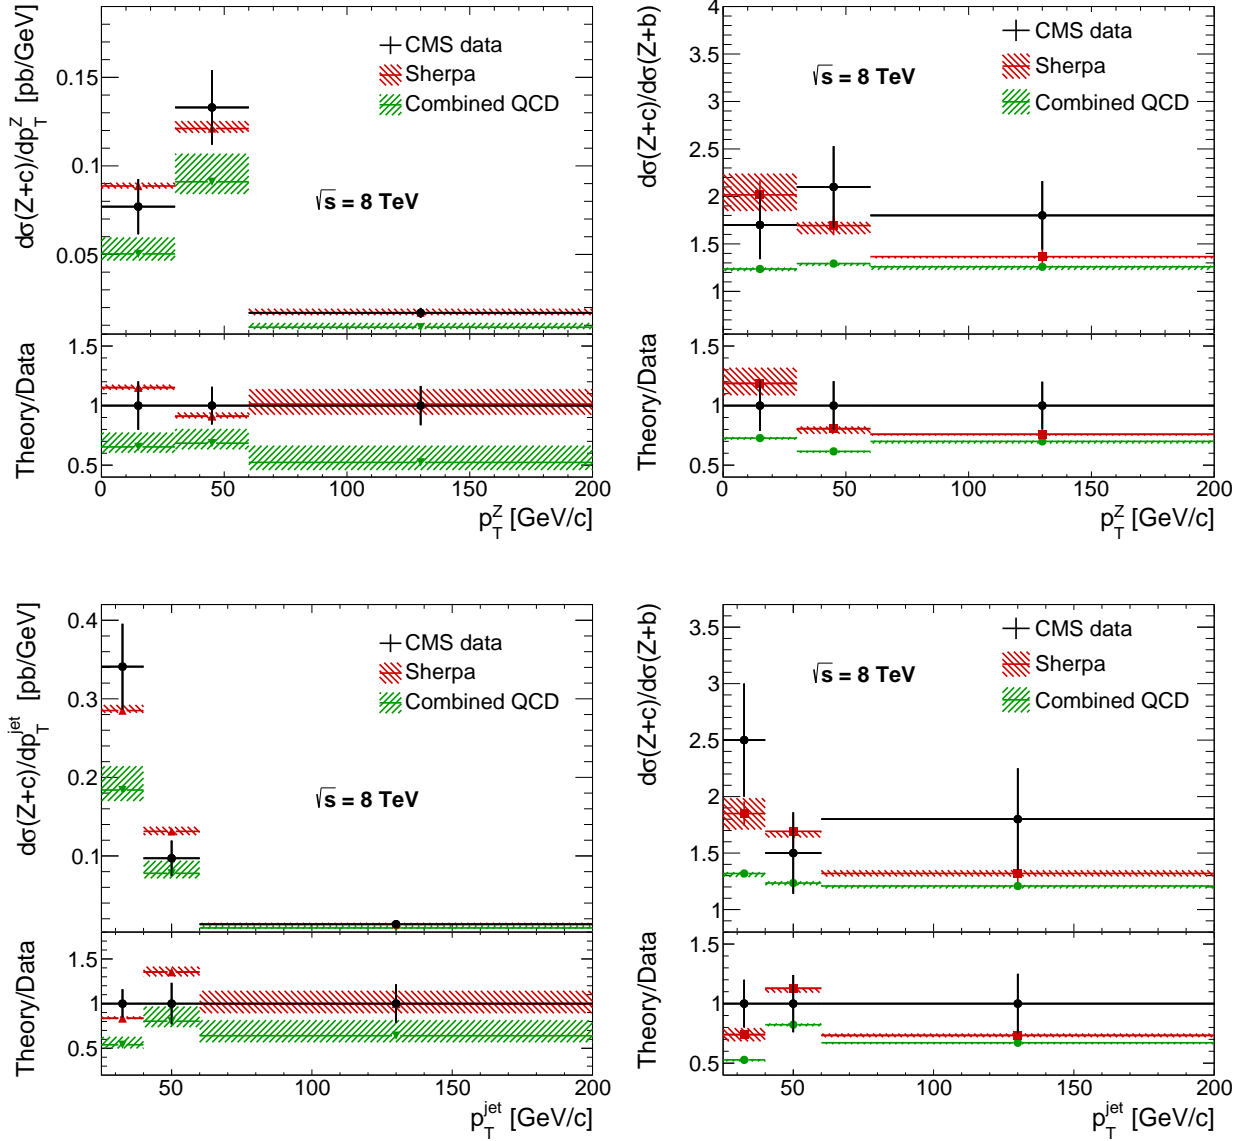 dσ(Z+c)/dp_T^Z [pb/GeV]
0.15
0.1
0.05
CMS data
Sherpa
Combined QCD
√s = 8 TeV
Theory/Data
1.5
1
0.5
0 50 100 150 200
p_T^Z [GeV/c]
dσ(Z+c)/dσ(Z+b)
4
3.5
3
2.5
2
1.5
1
CMS data
Sherpa
Combined QCD
√s = 8 TeV
Theory/Data
1.5
1
0.5
0 50 100 150 200
p_T^Z [GeV/c]
dσ(Z+c)/dp_T^jet [pb/GeV]
0.4
0.3
0.2
0.1
CMS data
Sherpa
Combined QCD
√s = 8 TeV
Theory/Data
1.5
1
0.5
50 100 150 200
p_T^jet [GeV/c]
dσ(Z+c)/dσ(Z+b)
3.5
3
2.5
2
1.5
1
CMS data
Sherpa
Combined QCD
√s = 8 TeV
Theory/Data
1.5
1
0.5
50 100 150 200
p_T^jet [GeV/c]